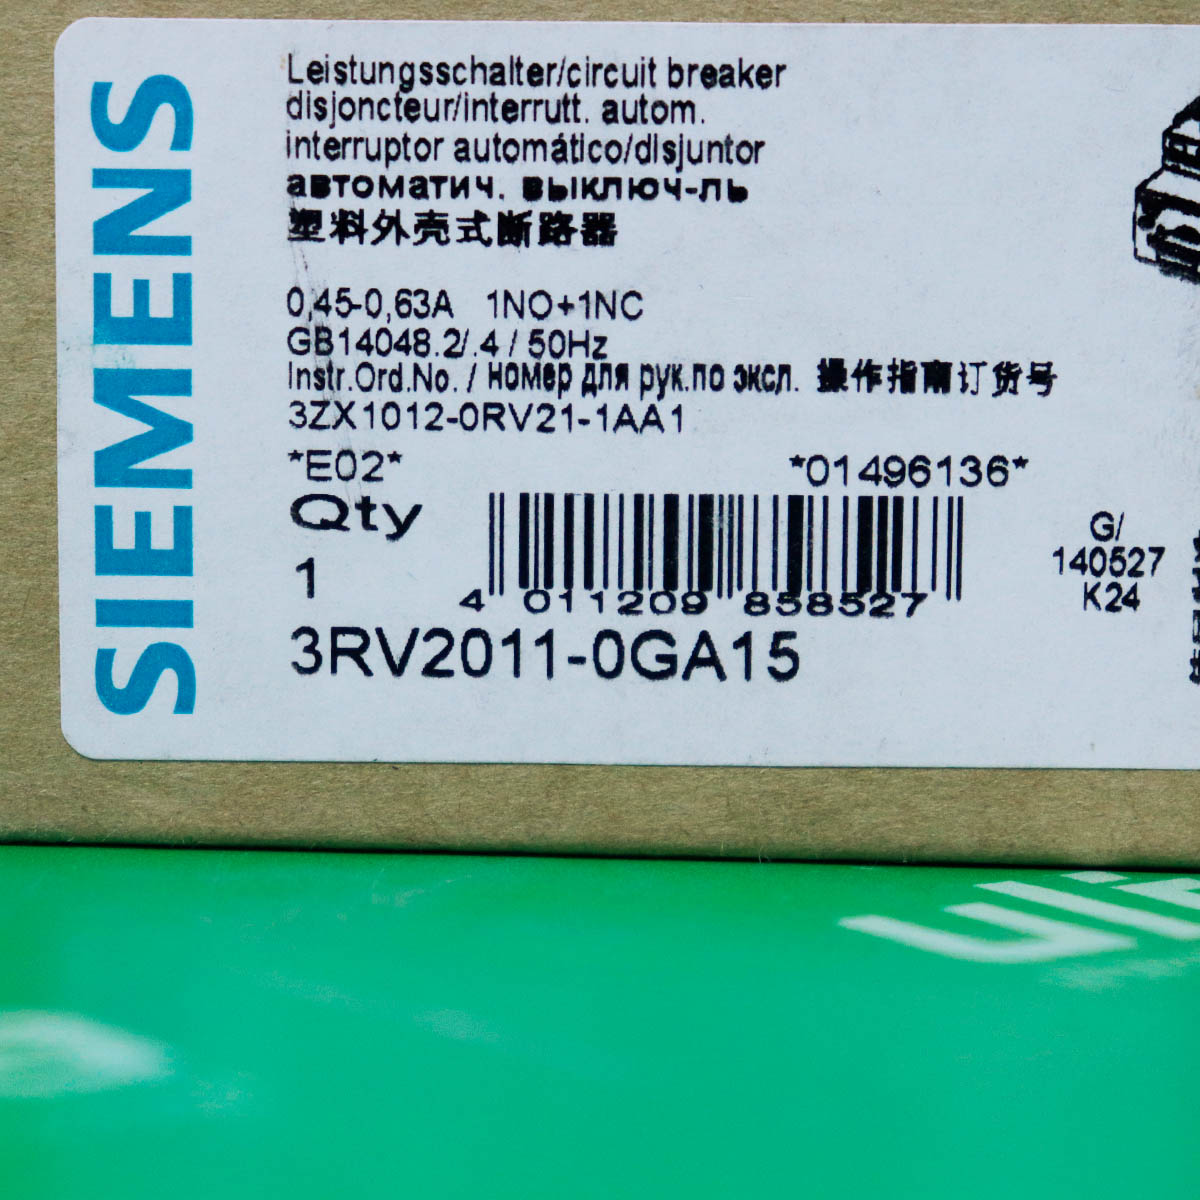 SIEMENS
Leistungsschalter/circuit breaker
disjoncteur/interrutt. autom.
interruptor automático/disjuntor
автоматич. выключ-ль
塑料外壳式断路器
0,45-0,63A 1NO+1NC
GB14048.2/.4 / 50Hz
Instr.Ord.No. / номер для рук.по эксл. 操作指南订货号
3ZX1012-0RV21-1AA1
*E02* *01496136*
Qty
1
4 011209 858527
G/
140527
K24
3RV2011-0GA15